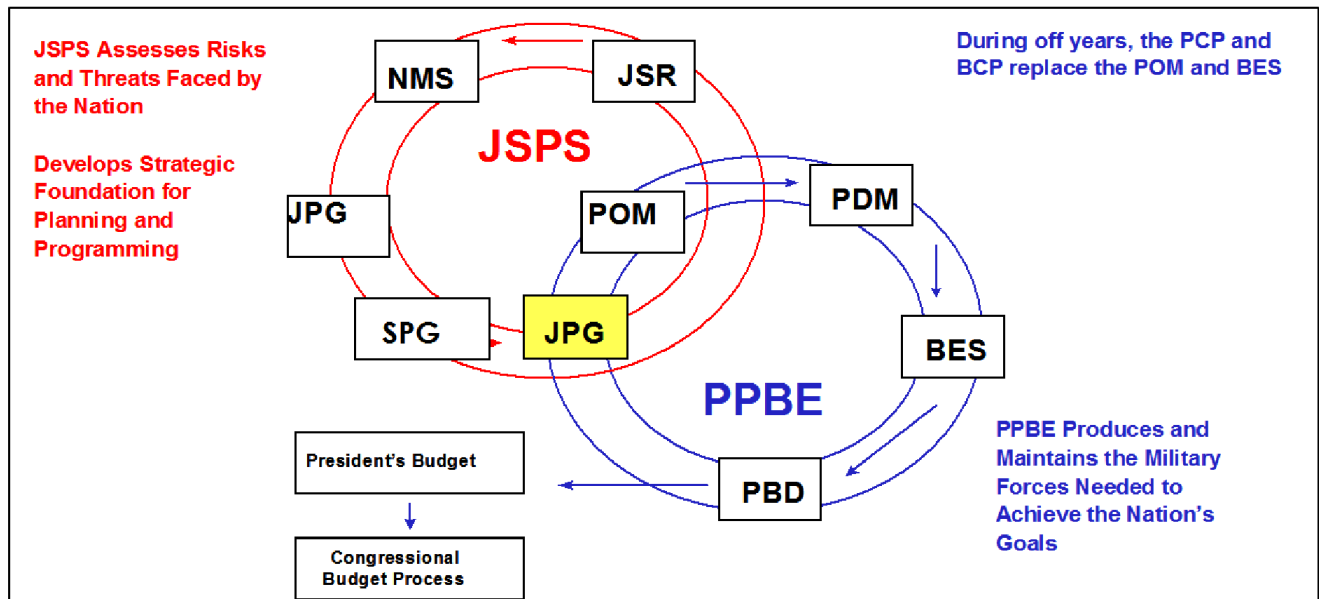 JSPS Assesses Risks
and Threats Faced by
the Nation
Develops Strategic
Foundation for
Planning and
Programming
During off years, the PCP and
BCP replace the POM and BES
NMS
JSR
JSPS
JPG
POM
PDM
SPG
JPG
BES
PPBE
PBD
President's Budget
Congressional
Budget Process
PPBE Produces and
Maintains the Military
Forces Needed to
Achieve the Nation's
Goals